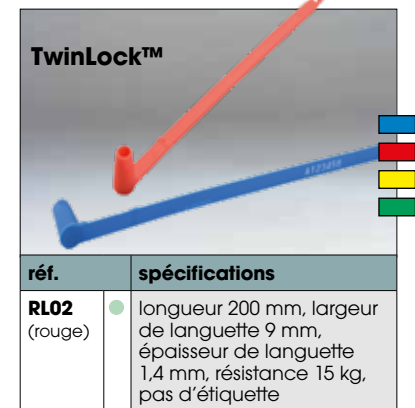 TwinLock™
réf.
spécifications
RL02
(rouge)
longueur 200 mm, largeur
de languette 9 mm,
épaisseur de languette
1,4 mm, résistance 15 kg,
pas d’étiquette